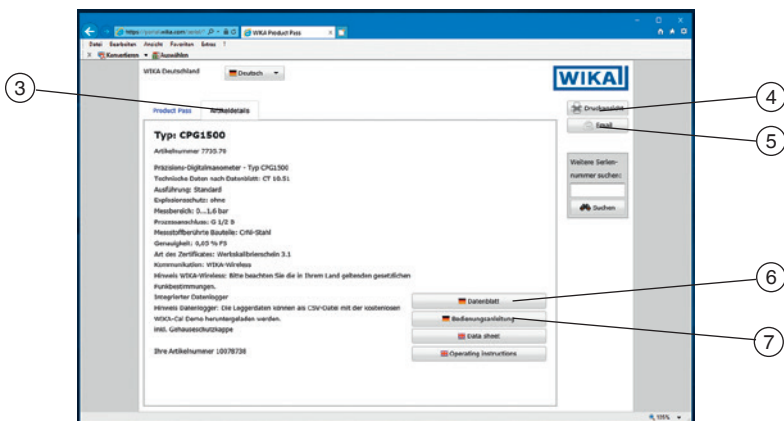 WIKA Product Pass
Datei Bearbeiten Ansicht Favoriten Extras ?
X Konvertieren Auswählen
WIKA Deutschland
Deutsch
WIKA
3
Product Pass
Artikeldetails
Druckansicht
4
Email
5
Typ: CPG1500
Artikelnummer 7735.79
Präzisions-Digitalmanometer - Typ CPG1500
Technische Daten nach Datenblatt: CT 10.51
Ausführung: Standard
Explosionsschutz: ohne
Messbereich: 0...1,6 bar
Prozessanschluss: G 1/2 B
Messstoffberührte Bauteile: CrNi-Stahl
Genauigkeit: 0,05 % FS
Art des Zertifikates: Werkskalibrierschein 3.1
Kommunikation: WIKA-Wireless
Hinweis WIKA-Wireless: Bitte beachten Sie die in Ihrem Land geltenden gesetzlichen
Funkbestimmungen.
Integrierter Datenlogger
Hinweis Datenlogger: Die Loggerdaten können als CSV-Datei mit der kostenlosen
WIKA-Cal Demo heruntergeladen werden.
inkl. Gehäuseschutzkappe
Ihre Artikelnummer 10078738
Weitere Serien-
nummer suchen:
Suchen
Datenblatt
6
Bedienungsanleitung
7
Data sheet
Operating instructions